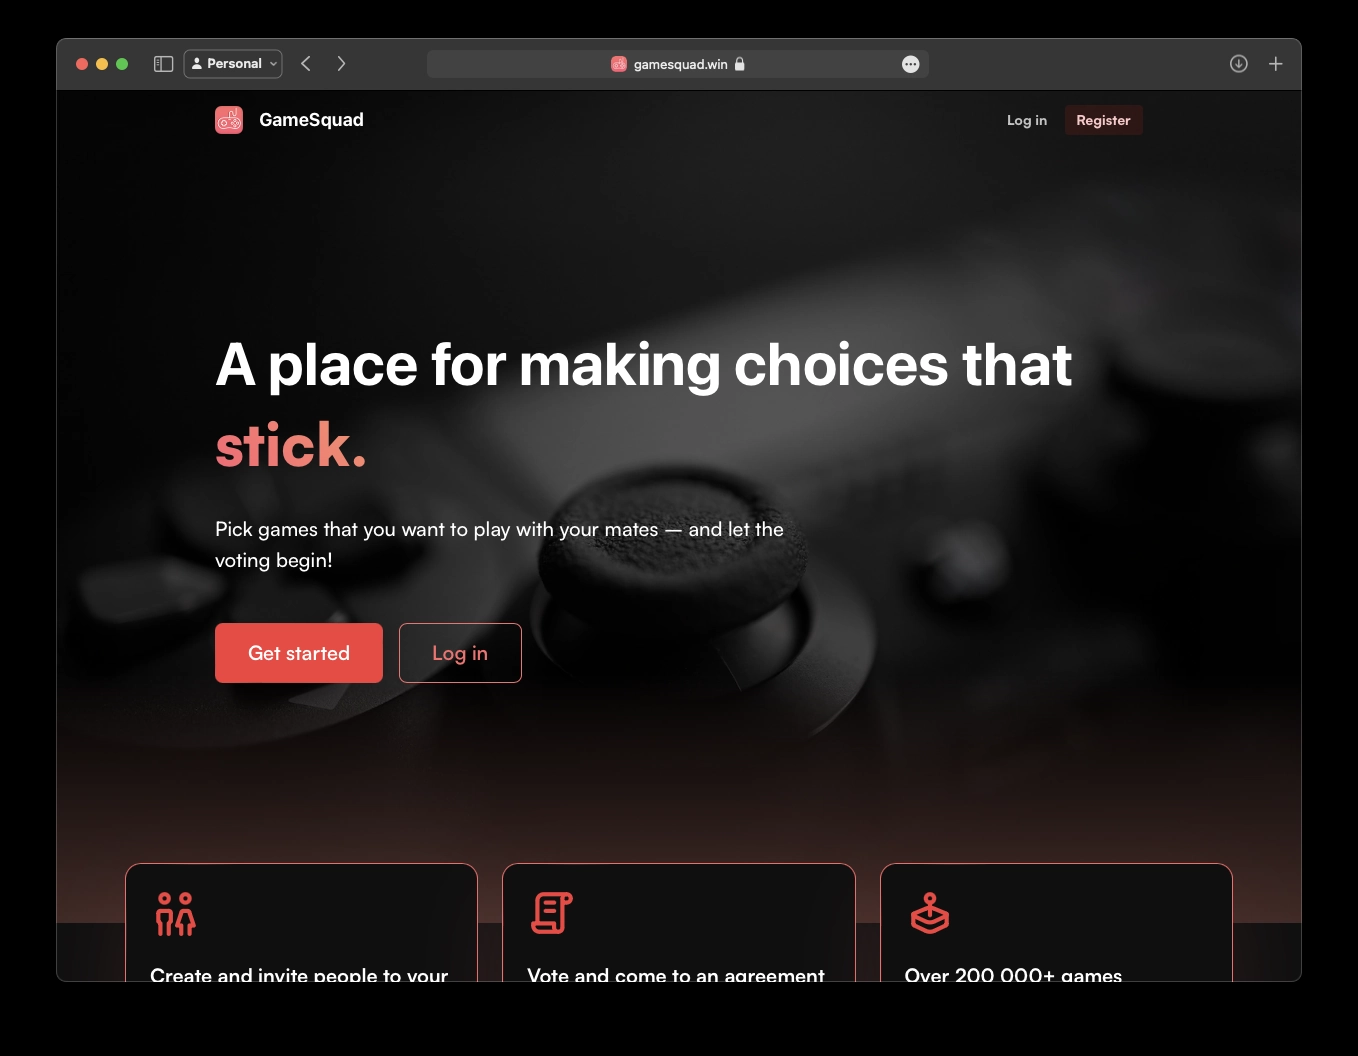 Personal
gamesquad.win
GameSquad
Log in
Register
A place for making choices that
stick.
Pick games that you want to play with your mates — and let the
voting begin!
Get started
Log in
Create and invite people to your
Vote and come to an agreement
Over 200 000+ games